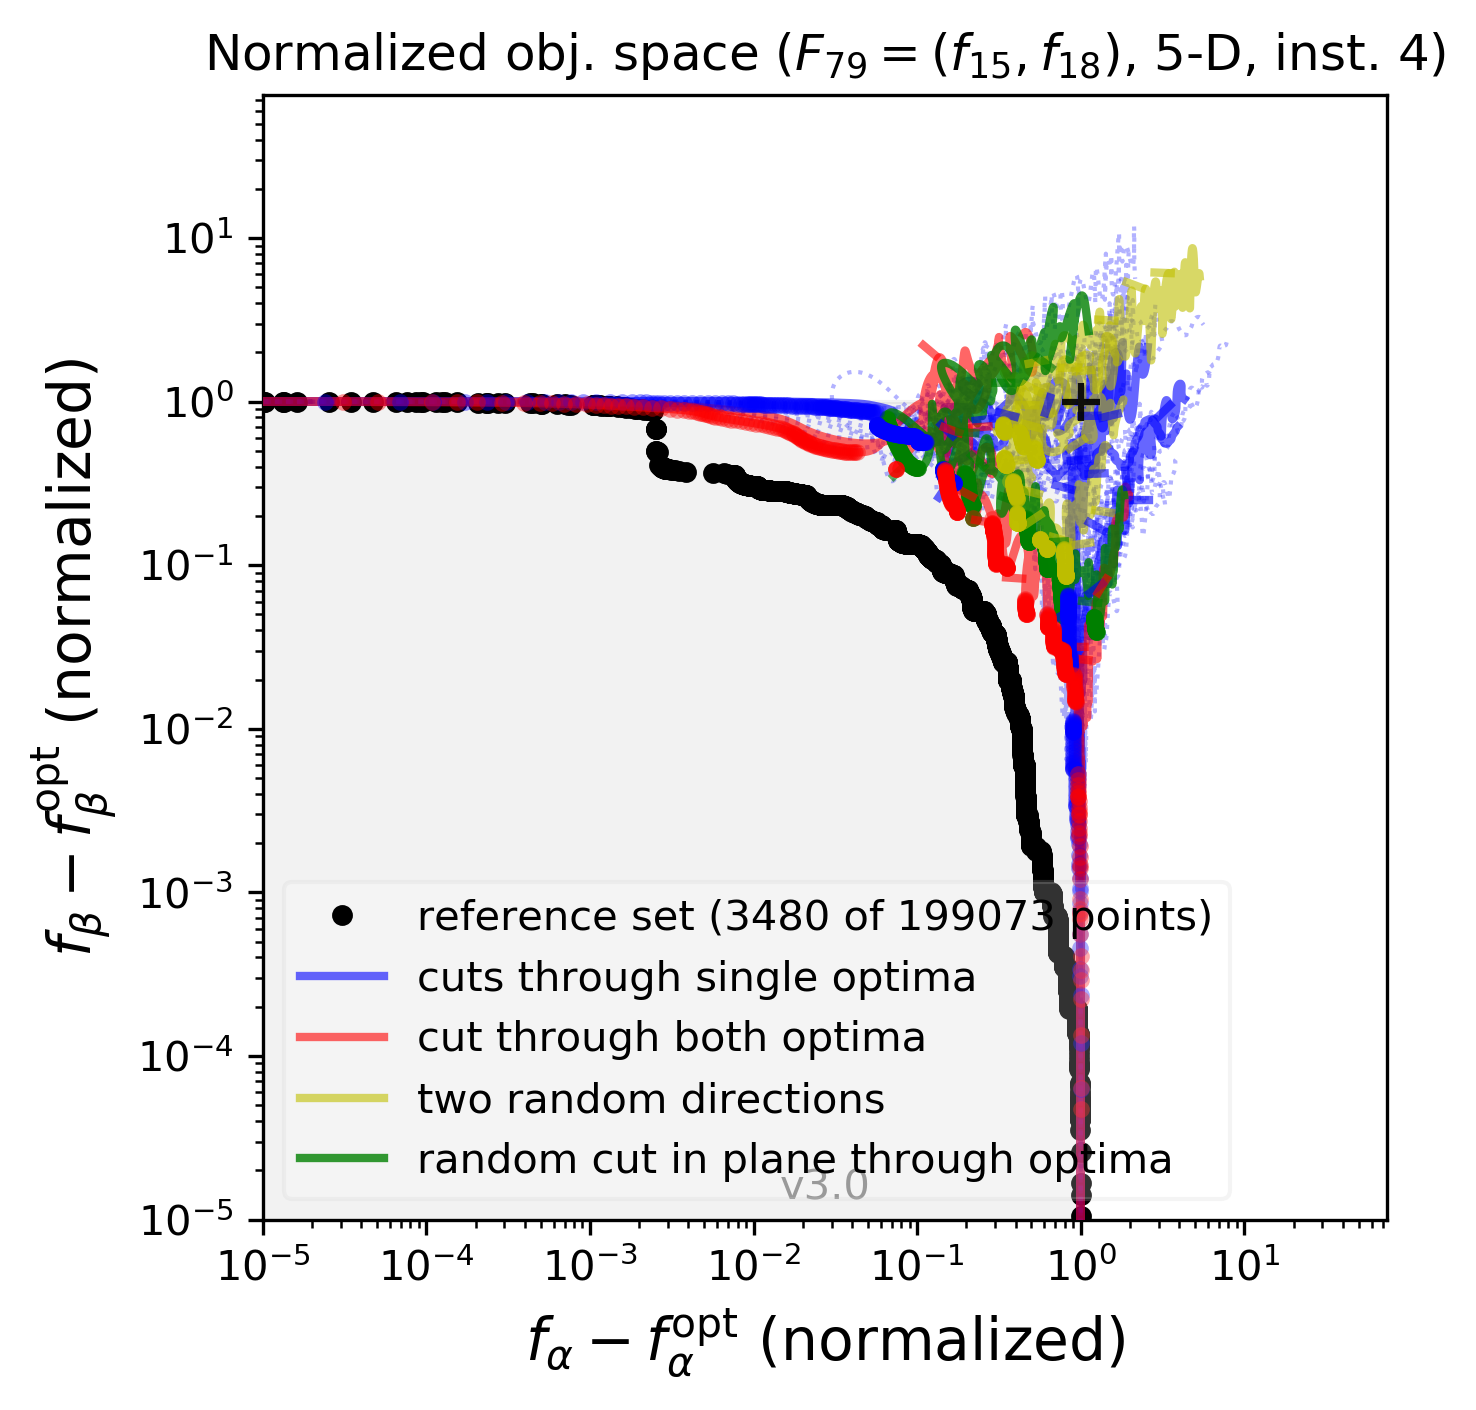 Normalized obj. space (F₇₉ = (f₁₅, f₁₈), 5-D, inst. 4)
10¹
10⁰
10⁻¹
10⁻²
10⁻³
10⁻⁴
10⁻⁵
f_β − f_β^opt (normalized)
reference set (3480 of 199073 points)
cuts through single optima
cut through both optima
two random directions
random cut in plane through optima
v3.0
10⁻⁵ 10⁻⁴ 10⁻³ 10⁻² 10⁻¹ 10⁰ 10¹
f_α − f_α^opt (normalized)